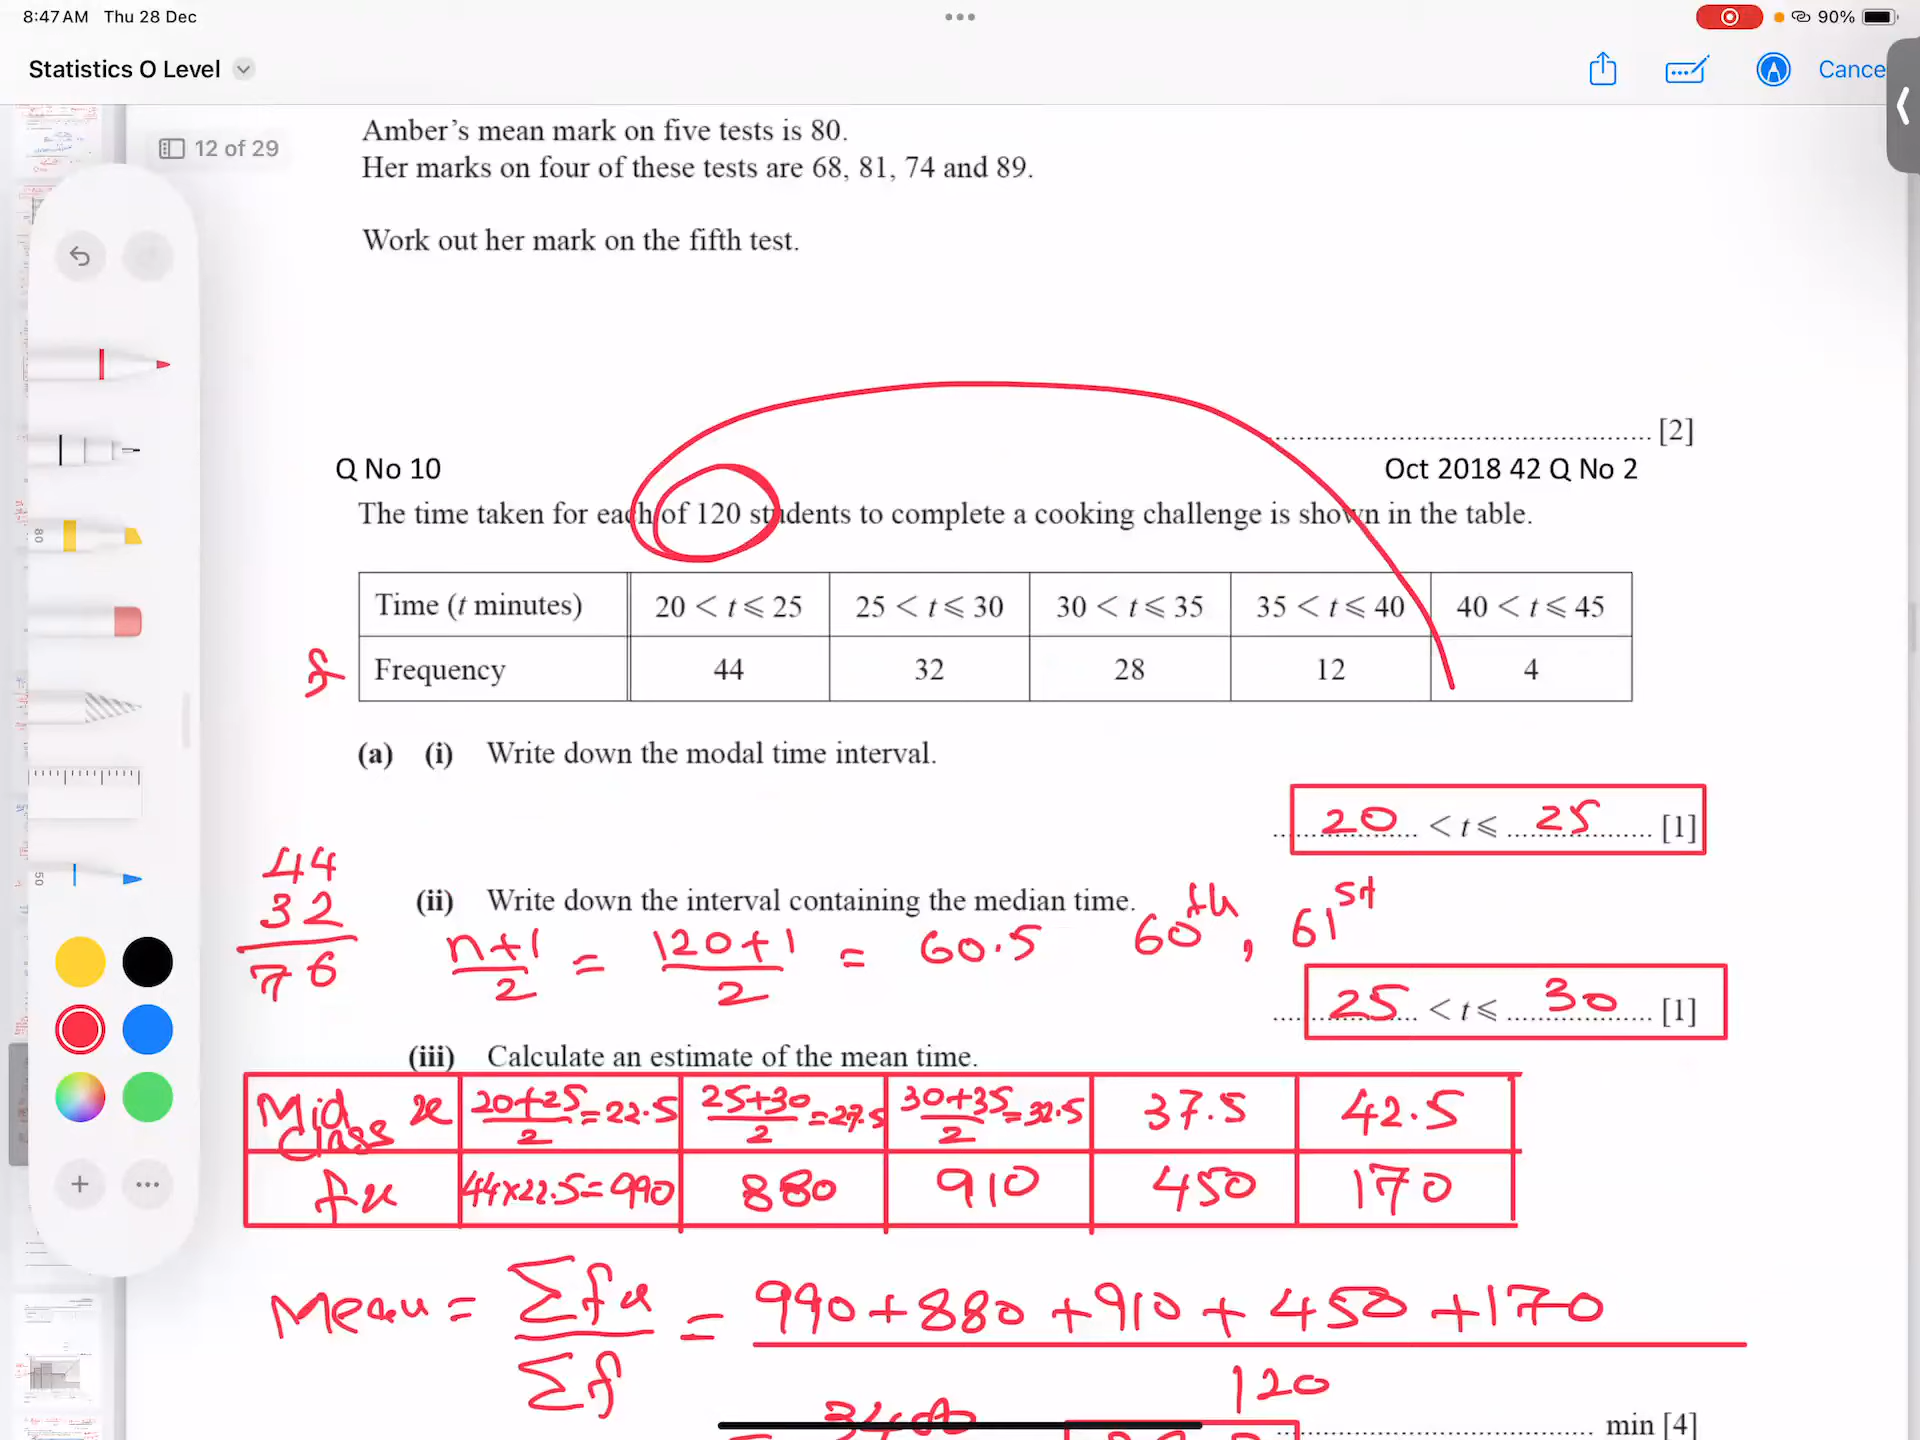 8:47 AM Thu 28 Dec
90%
Statistics O Level
Cance
12 of 29
Amber's mean mark on five tests is 80.
Her marks on four of these tests are 68, 81, 74 and 89.
Work out her mark on the fifth test.
[2]
Q No 10
Oct 2018 42 Q No 2
The time taken for each of 120 students to complete a cooking challenge is shown in the table.
Time (t minutes) 20 < t ⩽ 25 25 < t ⩽ 30 30 < t ⩽ 35 35 < t ⩽ 40 40 < t ⩽ 45
f Frequency 44 32 28 12 4
(a) (i) Write down the modal time interval.
20 < t ⩽ 25 [1]
44
32
76
(ii) Write down the interval containing the median time.
n+1/2 = 120+1/2 = 60.5 60th, 61st
25 < t ⩽ 30 [1]
(iii) Calculate an estimate of the mean time.
Mid Class x 20+25/2=22.5 25+30/2=27.5 30+35/2=32.5 37.5 42.5
fx 44×22.5=990 880 910 450 170
Mean = Σfx/Σf = 990+880+910+450+170/120
min [4]
80
50